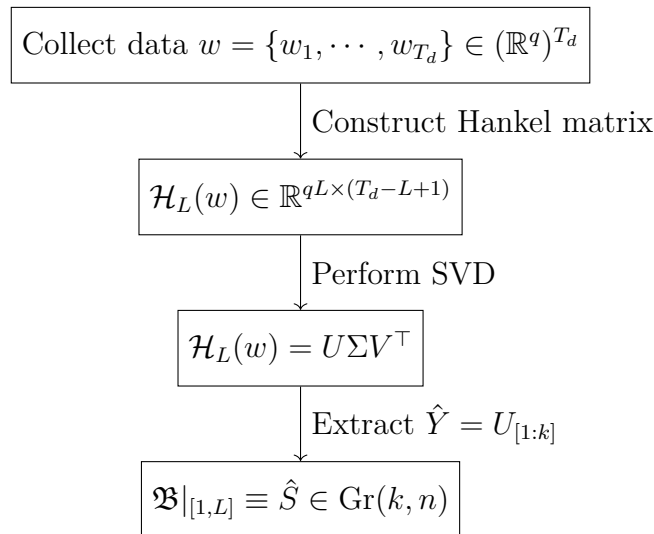 Collect data $w = \{w_1, \cdots, w_{T_d}\} \in (\mathbb{R}^q)^{T_d}$
Construct Hankel matrix
$\mathcal{H}_L(w) \in \mathbb{R}^{qL \times (T_d - L + 1)}$
Perform SVD
$\mathcal{H}_L(w) = U \Sigma V^\top$
Extract $\hat{Y} = U_{[1:k]}$
$\mathfrak{B}|_{[1,L]} \equiv \hat{S} \in \mathrm{Gr}(k, n)$